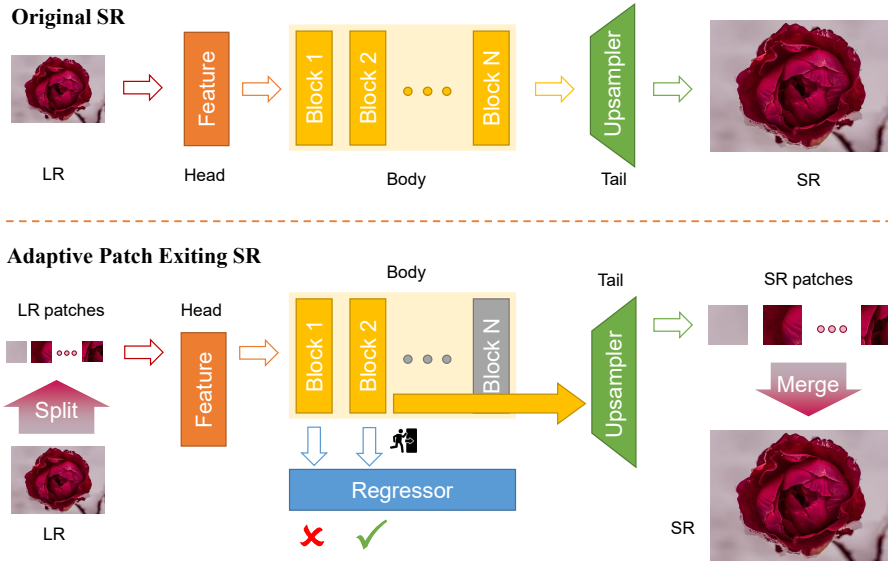 Original SR
Feature
Block 1
Block 2
Block N
Upsampler
LR
Head
Body
Tail
SR
Adaptive Patch Exiting SR
Body
Tail
SR patches
LR patches
Head
Feature
Block 1
Block 2
Block N
Upsampler
Split
Merge
Regressor
LR
SR